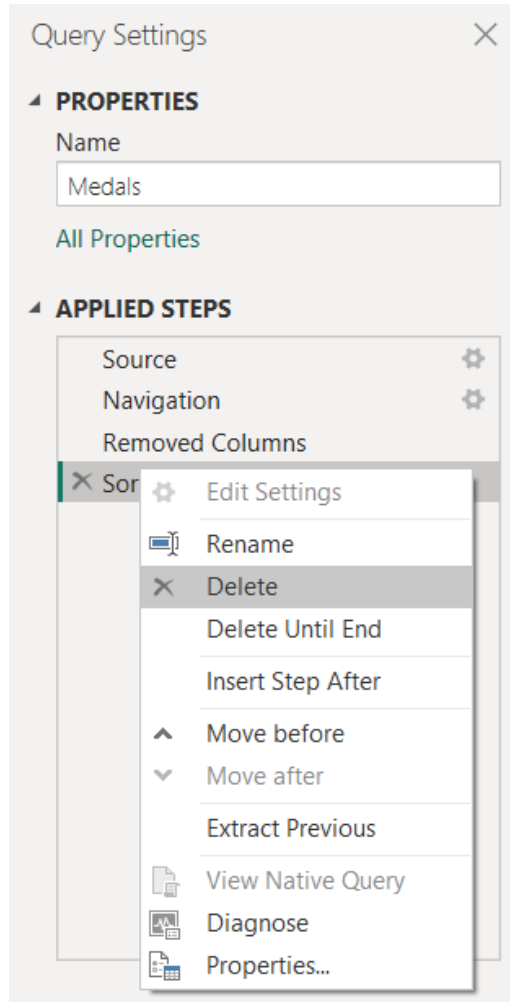 Query Settings
PROPERTIES
Name
Medals
All Properties
APPLIED STEPS
Source
Navigation
Removed Columns
Sor
Edit Settings
Rename
Delete
Delete Until End
Insert Step After
Move before
Move after
Extract Previous
View Native Query
Diagnose
Properties...